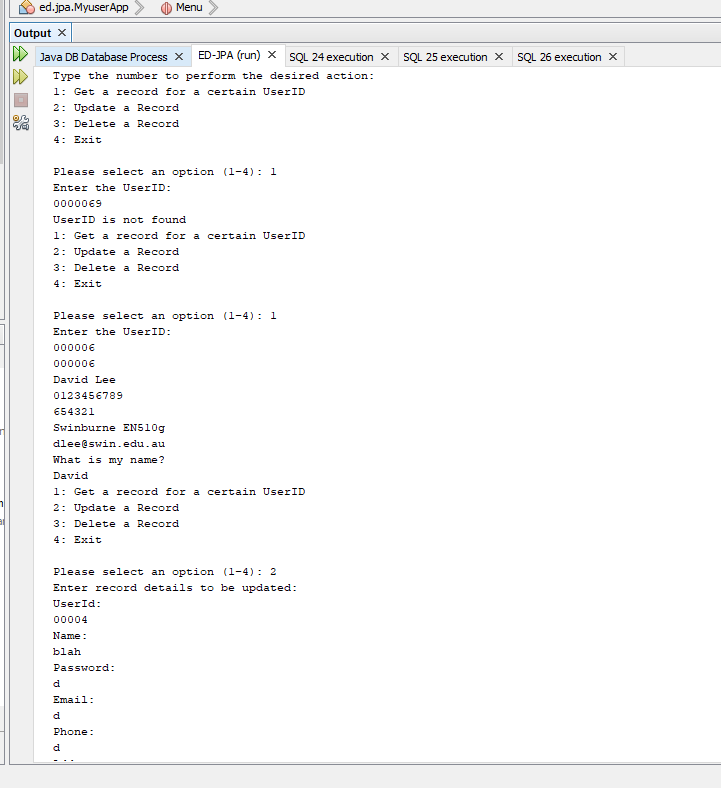 ed.jpa.MyuserApp Menu
Output
Java DB Database Process ED-JPA (run) SQL 24 execution SQL 25 execution SQL 26 execution
Type the number to perform the desired action:
1: Get a record for a certain UserID
2: Update a Record
3: Delete a Record
4: Exit
Please select an option (1-4): 1
Enter the UserID:
0000069
UserID is not found
1: Get a record for a certain UserID
2: Update a Record
3: Delete a Record
4: Exit
Please select an option (1-4): 1
Enter the UserID:
000006
000006
David Lee
0123456789
654321
Swinburne EN510g
dlee@swin.edu.au
What is my name?
David
1: Get a record for a certain UserID
2: Update a Record
3: Delete a Record
4: Exit
Please select an option (1-4): 2
Enter record details to be updated:
UserId:
00004
Name:
blah
Password:
d
Email:
d
Phone:
d